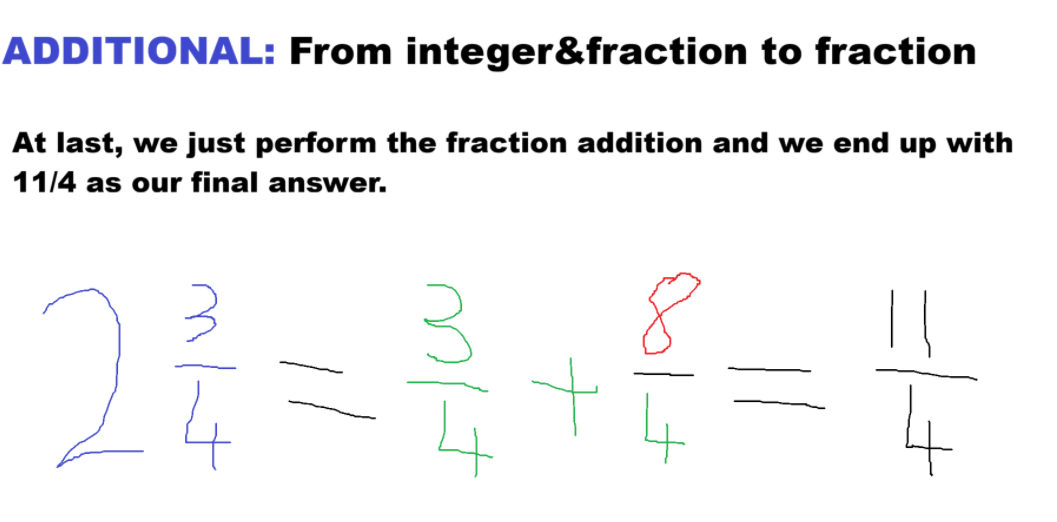 ADDITIONAL: From integer&fraction to fraction
At last, we just perform the fraction addition and we end up with
11/4 as our final answer.
2 3/4 = 3/4 + 8/4 = 11/4